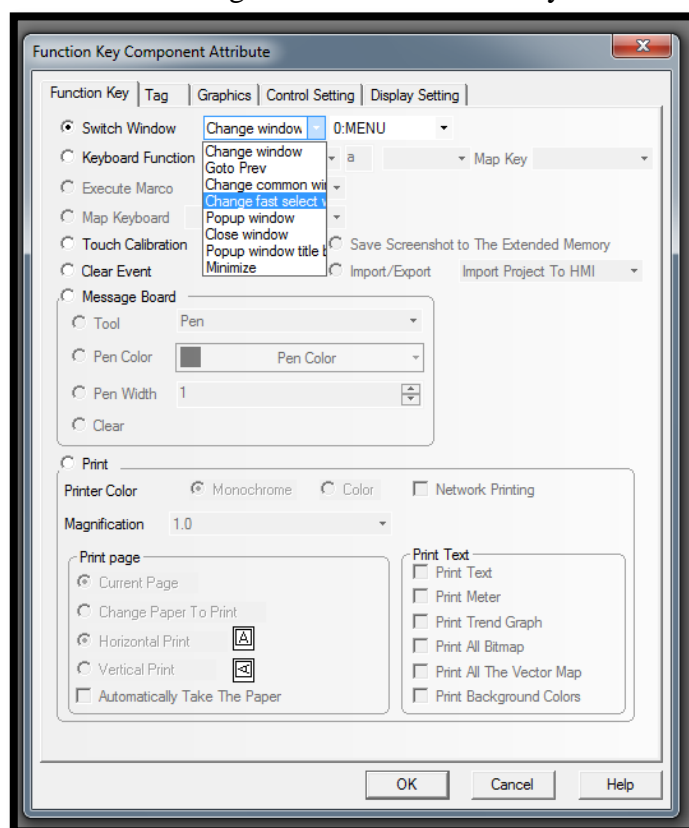 Function Key Component Attribute
Function Key Tag Graphics Control Setting Display Setting
Switch Window Change window 0:MENU
Keyboard Function a Map Key
Change window
Goto Prev
Execute Marco
Change common wi
Change fast select
Map Keyboard
Popup window
Close window
Touch Calibration Save Screenshot to The Extended Memory
Popup window title
Clear Event Import/Export Import Project To HMI
Minimize
Message Board
Tool Pen
Pen Color Pen Color
Pen Width 1
Clear
Print
Printer Color Monochrome Color Network Printing
Magnification 1.0
Print page
Current Page
Change Paper To Print
Horizontal Print A
Vertical Print A
Automatically Take The Paper
Print Text
Print Text
Print Meter
Print Trend Graph
Print All Bitmap
Print All The Vector Map
Print Background Colors
OK Cancel Help